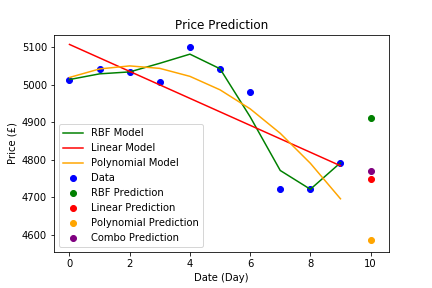 Price Prediction
5100
5000
4900
4800
4700
4600
Price (£)
RBF Model
Linear Model
Polynomial Model
Data
RBF Prediction
Linear Prediction
Polynomial Prediction
Combo Prediction
0 2 4 6 8 10
Date (Day)